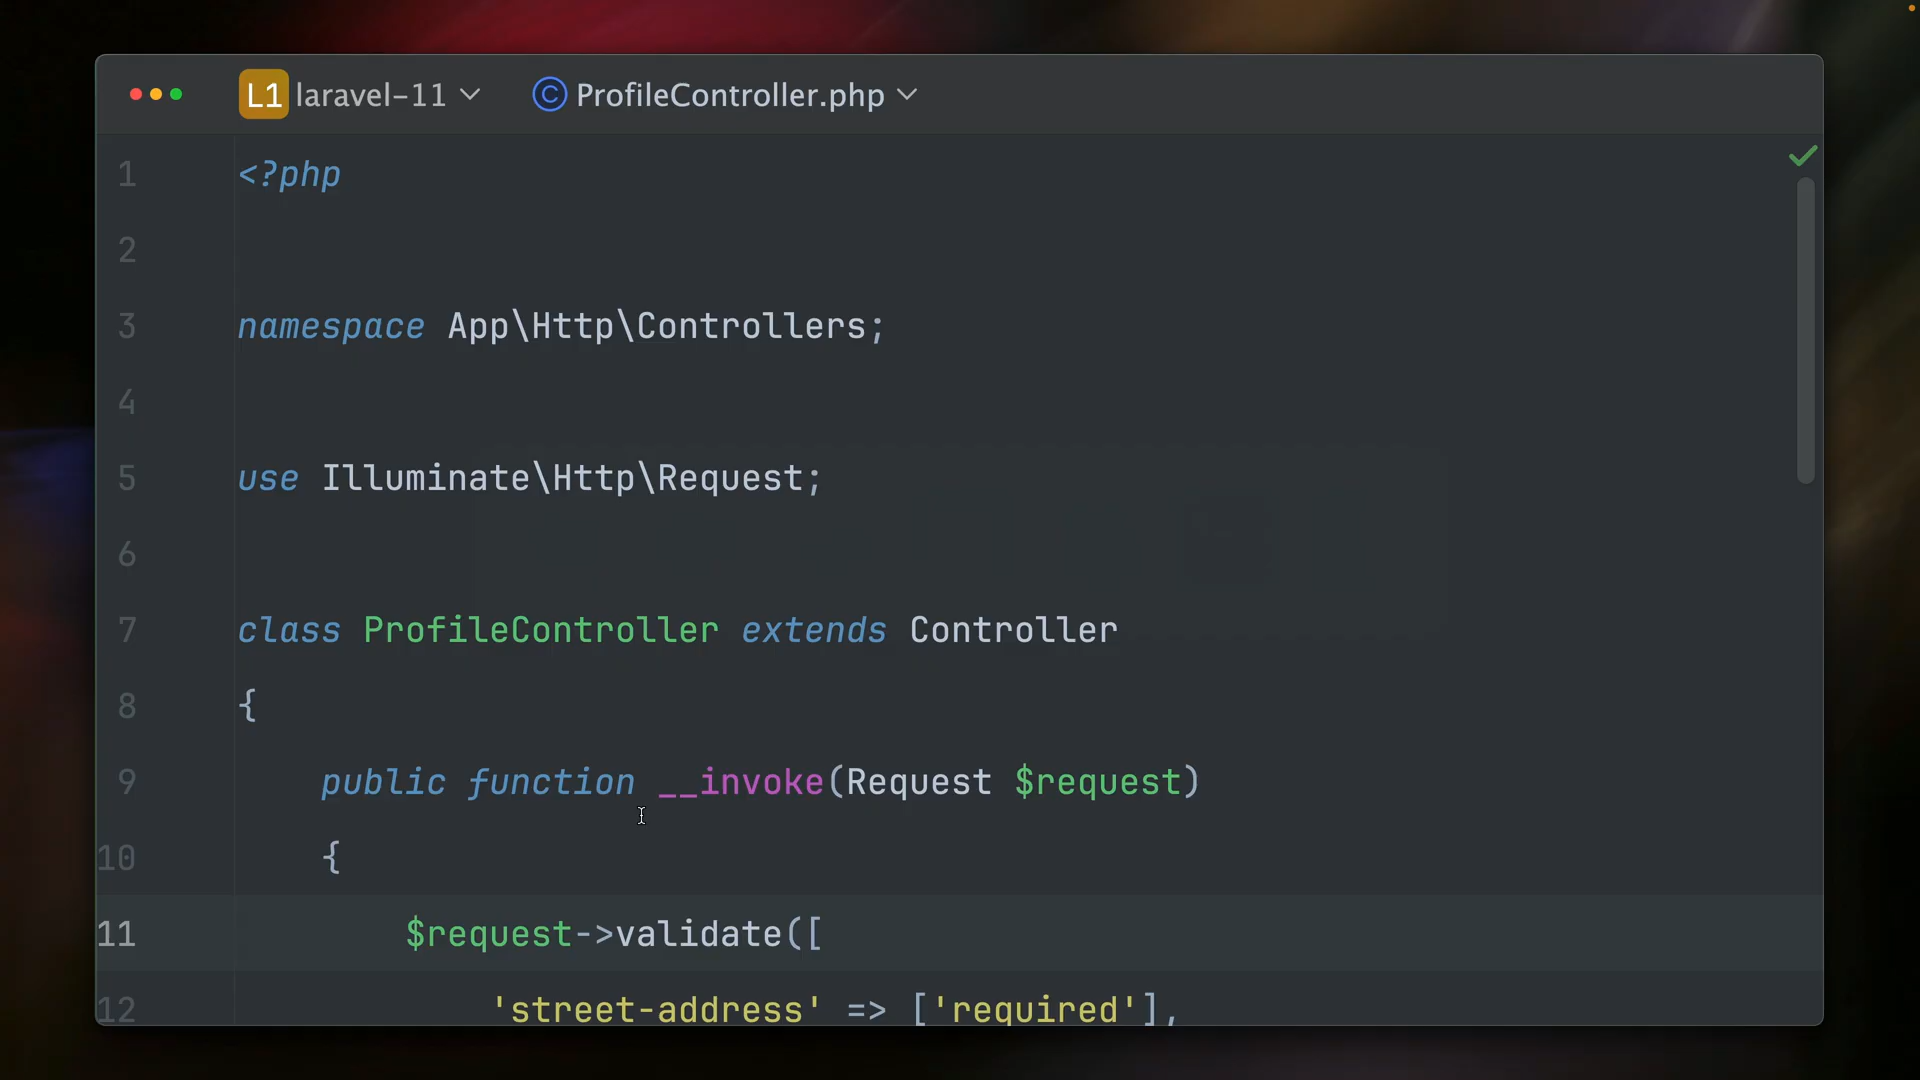 L1 laravel-11 ProfileController.php
1 <?php
2
3 namespace App\Http\Controllers;
4
5 use Illuminate\Http\Request;
6
7 class ProfileController extends Controller
8 {
9 public function __invoke(Request $request)
10 {
11 $request->validate([
12 'street-address' => ['required'],